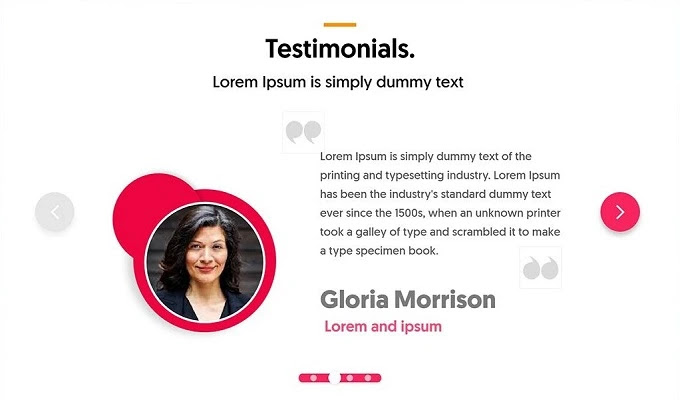 Testimonials.
Lorem Ipsum is simply dummy text
Lorem Ipsum is simply dummy text of the
printing and typesetting industry. Lorem Ipsum
has been the industry's standard dummy text
ever since the 1500s, when an unknown printer
took a galley of type and scrambled it to make
a type specimen book.
Gloria Morrison
Lorem and ipsum